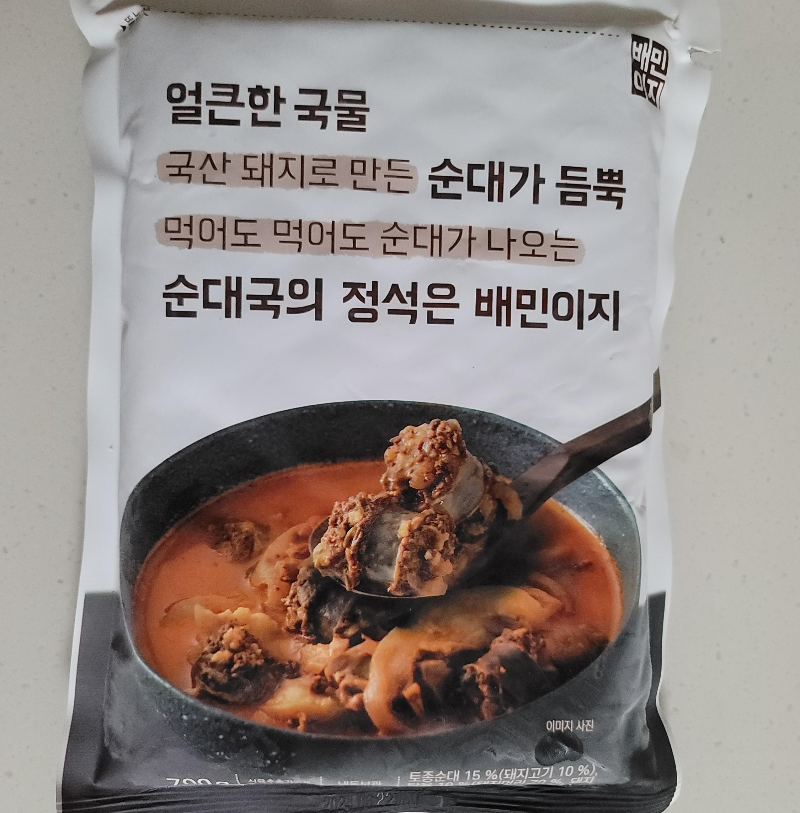 배민
이지
얼큰한 국물
국산 돼지로 만든 순대가 듬뿍
먹어도 먹어도 순대가 나오는
순대국의 정석은 배민이지
이미지 사진
토종순대 15 %(돼지고기 10 %),